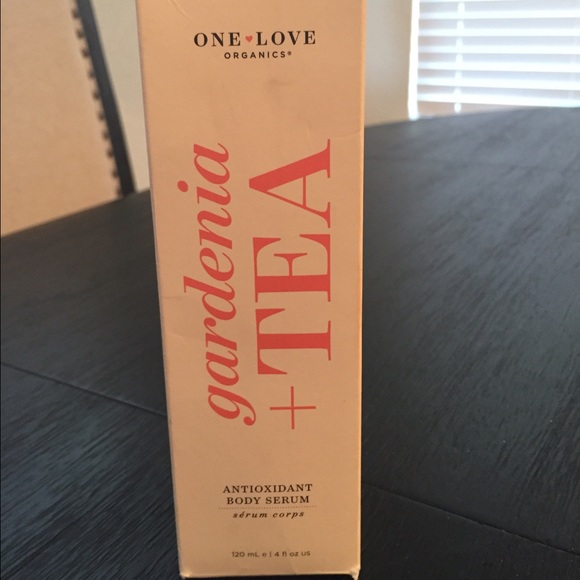 ONE♥LOVE
ORGANICS®
gardenia
+ TEA
ANTIOXIDANT
BODY SERUM
sérum corps
120 mL e | 4 fl oz US